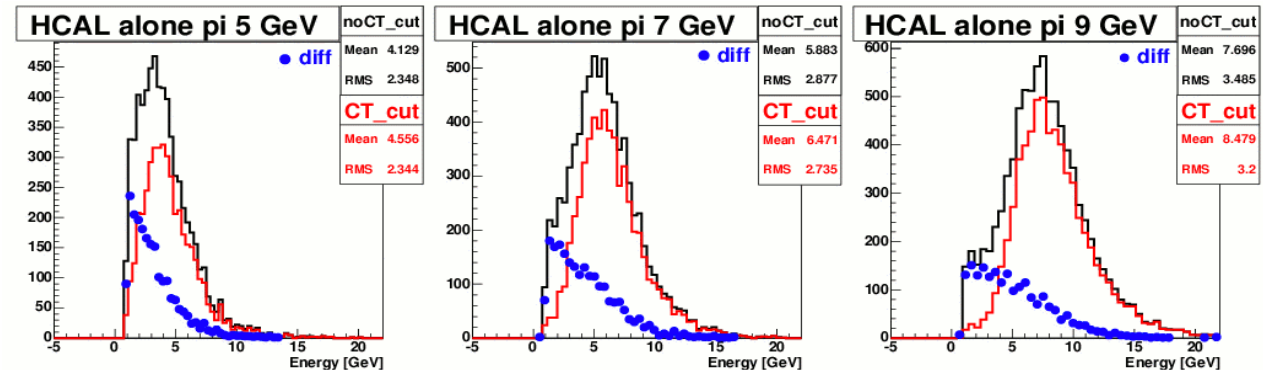 HCAL alone pi 5 GeV
noCT_cut
Mean 4.129
RMS 2.348
CT_cut
Mean 4.556
RMS 2.344
diff
450
400
350
300
250
200
150
100
50
0
-5 0 5 10 15 20
Energy [GeV]
HCAL alone pi 7 GeV
noCT_cut
Mean 5.883
RMS 2.877
CT_cut
Mean 6.471
RMS 2.735
diff
500
400
300
200
100
0
-5 0 5 10 15 20
Energy [GeV]
HCAL alone pi 9 GeV
noCT_cut
Mean 7.696
RMS 3.485
CT_cut
Mean 8.479
RMS 3.2
diff
600
500
400
300
200
100
0
-5 0 5 10 15 20
Energy [GeV]